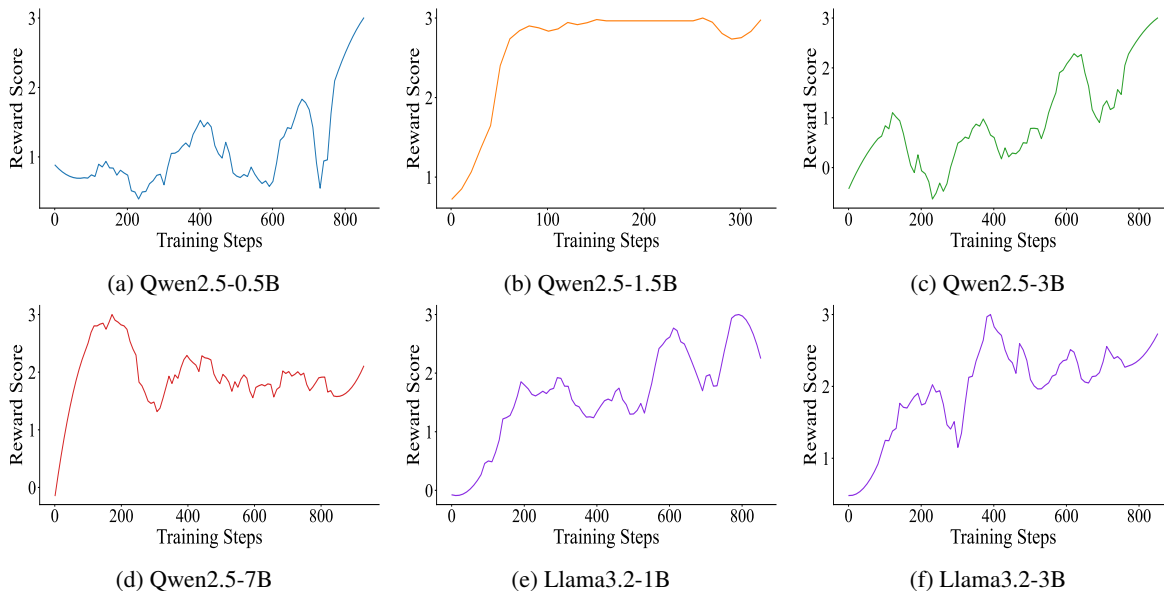 3
2
1
Reward Score
0 200 400 600 800
Training Steps
(a) Qwen2.5-0.5B
3
2
1
Reward Score
0 100 200 300
Training Steps
(b) Qwen2.5-1.5B
3
2
1
0
Reward Score
0 200 400 600 800
Training Steps
(c) Qwen2.5-3B
3
2
1
0
Reward Score
0 200 400 600 800
Training Steps
(d) Qwen2.5-7B
3
2
1
0
Reward Score
0 200 400 600 800
Training Steps
(e) Llama3.2-1B
3
2
1
Reward Score
0 200 400 600 800
Training Steps
(f) Llama3.2-3B